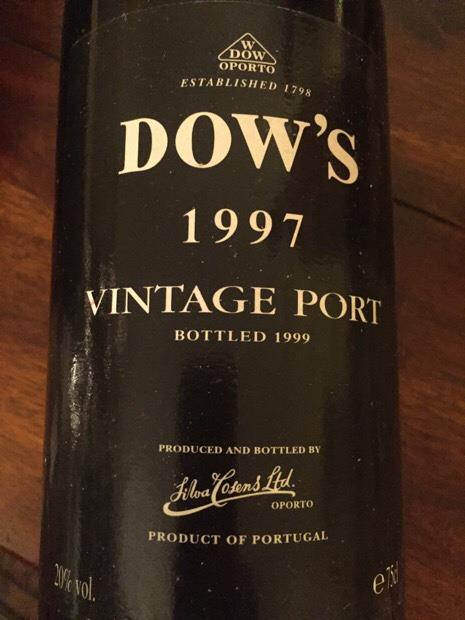 W
DOW
OPORTO
ESTABLISHED 1798
DOW'S
1997
VINTAGE PORT
BOTTLED 1999
PRODUCED AND BOTTLED BY
Silva & Cosens Ltd.
OPORTO
PRODUCT OF PORTUGAL
20% vol.
e 75cl